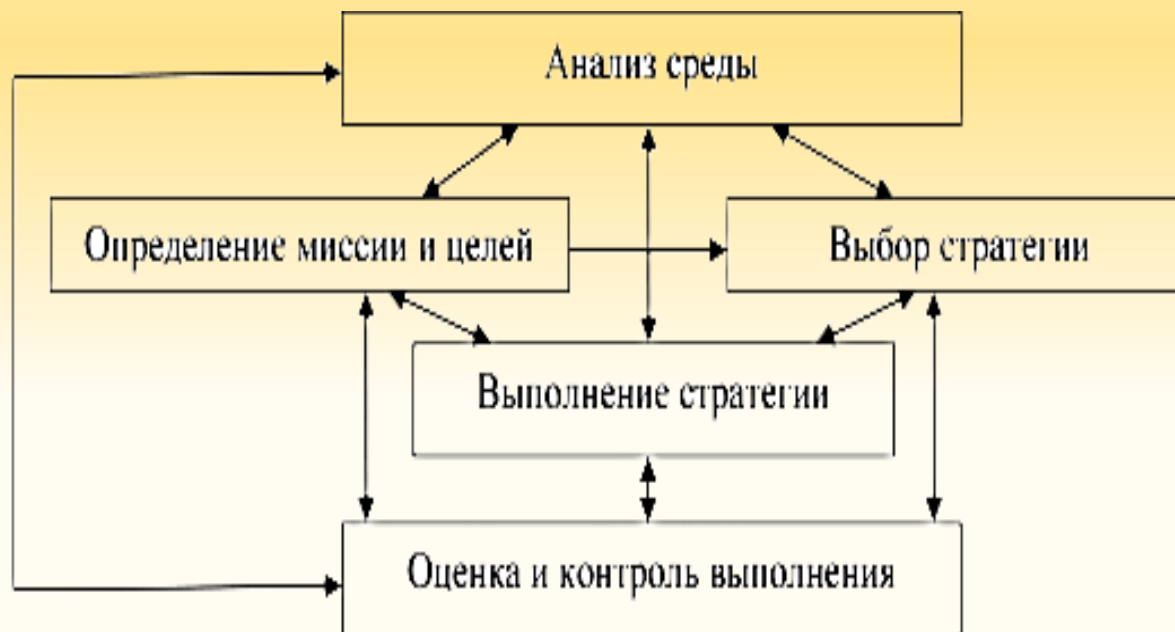 Анализ среды
Определение миссии и целей
Выбор стратегии
Выполнение стратегии
Оценка и контроль выполнения